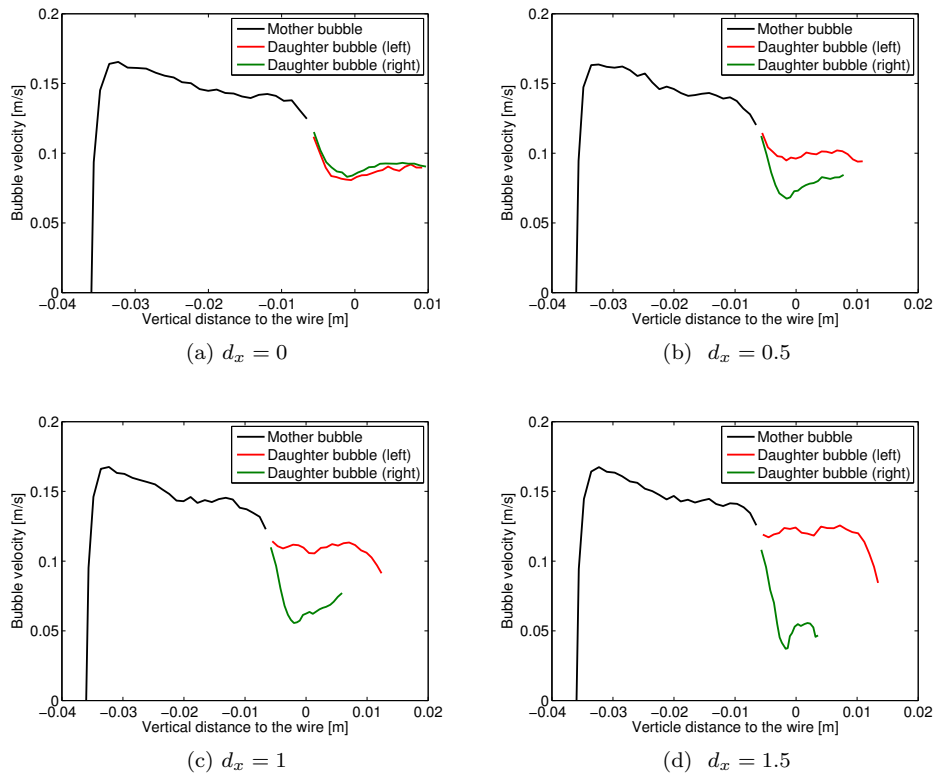 0.2
0.15
0.1
0.05
0
Bubble velocity [m/s]
Mother bubble
Daughter bubble (left)
Daughter bubble (right)
−0.04 −0.03 −0.02 −0.01 0 0.01
Vertical distance to the wire [m]
(a) dx = 0
0.2
0.15
0.1
0.05
0
Bubble velocity [m/s]
Mother bubble
Daughter bubble (left)
Daughter bubble (right)
−0.04 −0.03 −0.02 −0.01 0 0.01 0.02
Verticle distance to the wire [m]
(b) dx = 0.5
0.2
0.15
0.1
0.05
0
Bubble velocity [m/s]
Mother bubble
Daughter bubble (left)
Daughter bubble (right)
−0.04 −0.03 −0.02 −0.01 0 0.01 0.02
Vertical distance to the wire [m]
(c) dx = 1
0.2
0.15
0.1
0.05
0
Bubble velocity [m/s]
Mother bubble
Daughter bubble (left)
Daughter bubble (right)
−0.04 −0.03 −0.02 −0.01 0 0.01 0.02
Verticle distance to the wire [m]
(d) dx = 1.5